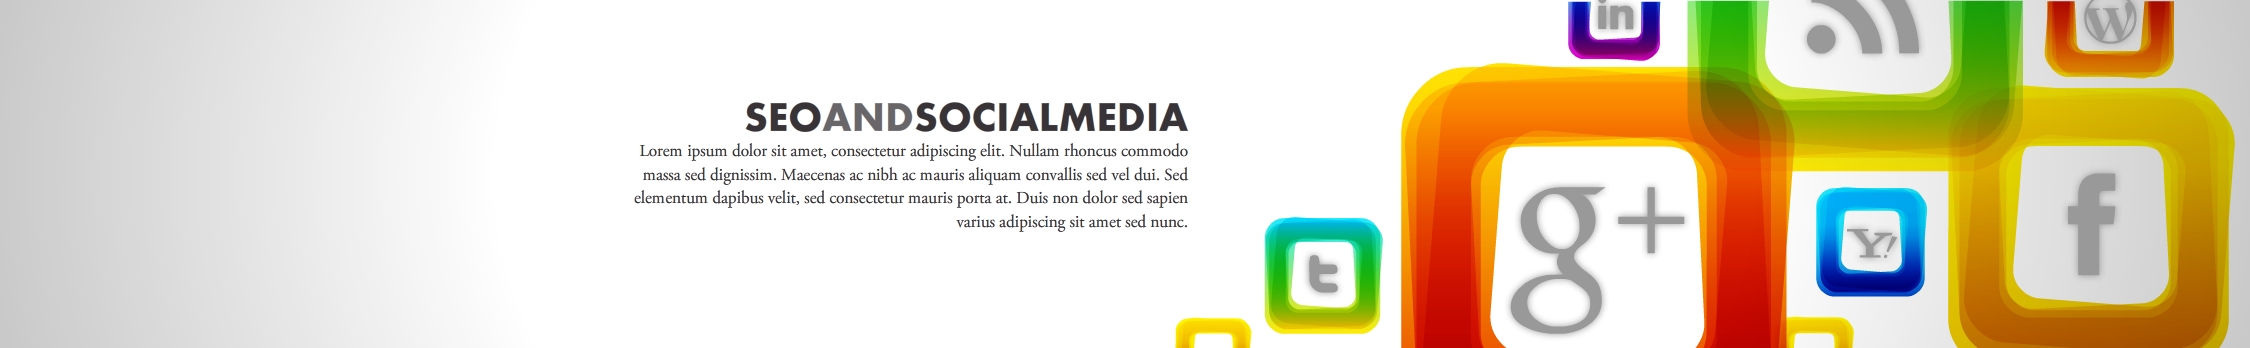 in
SEOANDSOCIALMEDIA
Lorem ipsum dolor sit amet, consectetur adipiscing elit. Nullam rhoncus commodo
massa sed dignissim. Maecenas ac nibh ac mauris aliquam convallis sed vel dui. Sed
elementum dapibus velit, sed consectetur mauris porta at. Duis non dolor sed sapien
varius adipiscing sit amet sed nunc.
W
g+
f
Y!
t